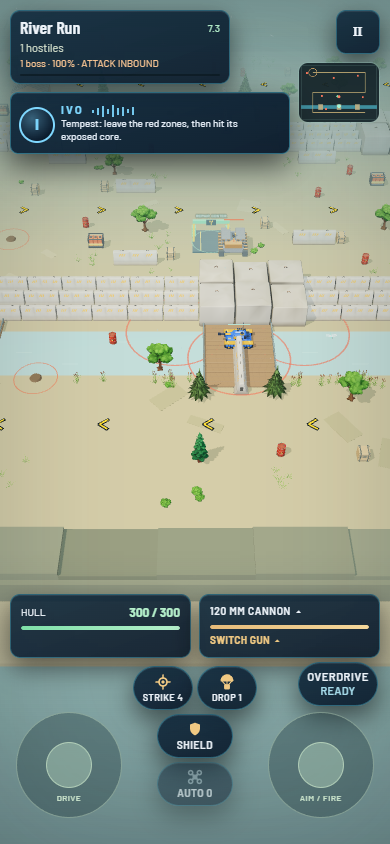 River Run
7.3
1 hostiles
1 boss · 100% · ATTACK INBOUND
II
I
IVO
Tempest: leave the red zones, then hit its
exposed core.
HULL
300 / 300
120 MM CANNON
SWITCH GUN
STRIKE 4
DROP 1
OVERDRIVE
READY
SHIELD
AUTO 0
DRIVE
AIM / FIRE